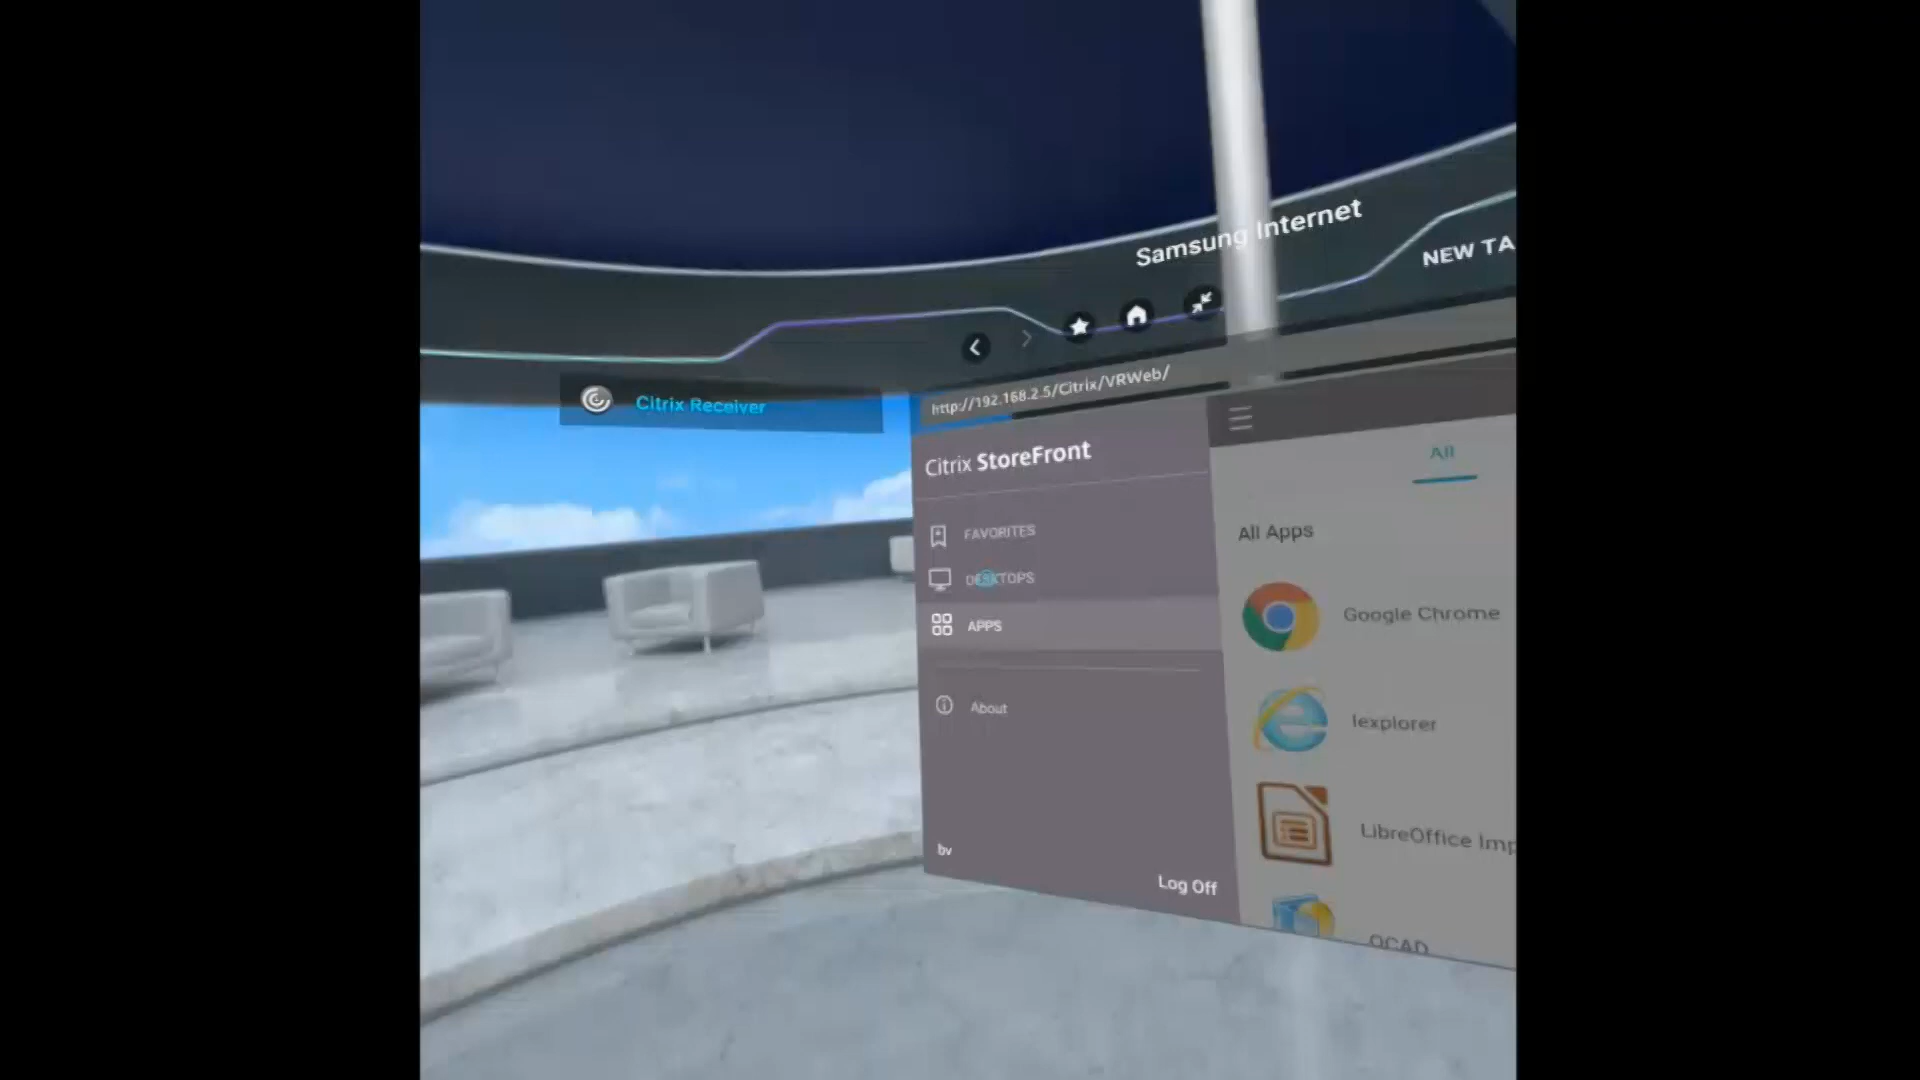 Samsung Internet
NEW TA
http://192.168.2.5/Citrix/VRWeb/
Citrix Receiver
Citrix StoreFront
FAVORITES
DESKTOPS
APPS
About
bv
Log Off
All
All Apps
Google Chrome
Iexplorer
LibreOffice Imp
QCAD